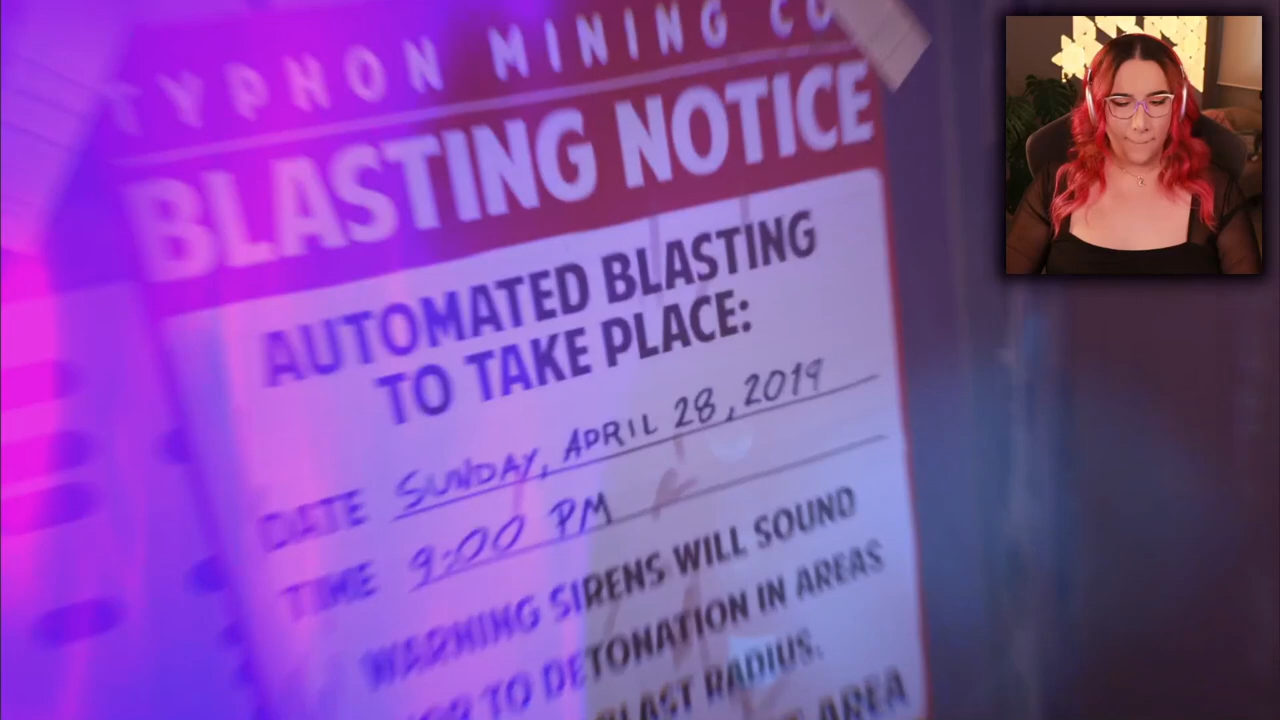 TYPHON MINING CO
BLASTING NOTICE
AUTOMATED BLASTING
TO TAKE PLACE:
DATE SUNDAY, APRIL 28, 2019
TIME 9:00 PM
WARNING SIRENS WILL SOUND
TO DETONATION IN AREAS
BLAST RADIUS.
AREA